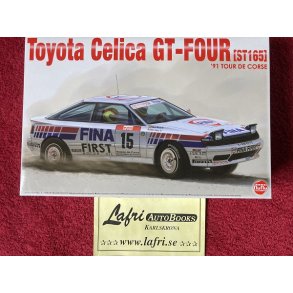 Toyota Celica GT-FOUR [ST165]
'91 TOUR DE CORSE
FINA
FIRST
15
Lafri AUTOBOOKS
KARLSKRONA
☆☆☆www.lafri.se☆☆☆